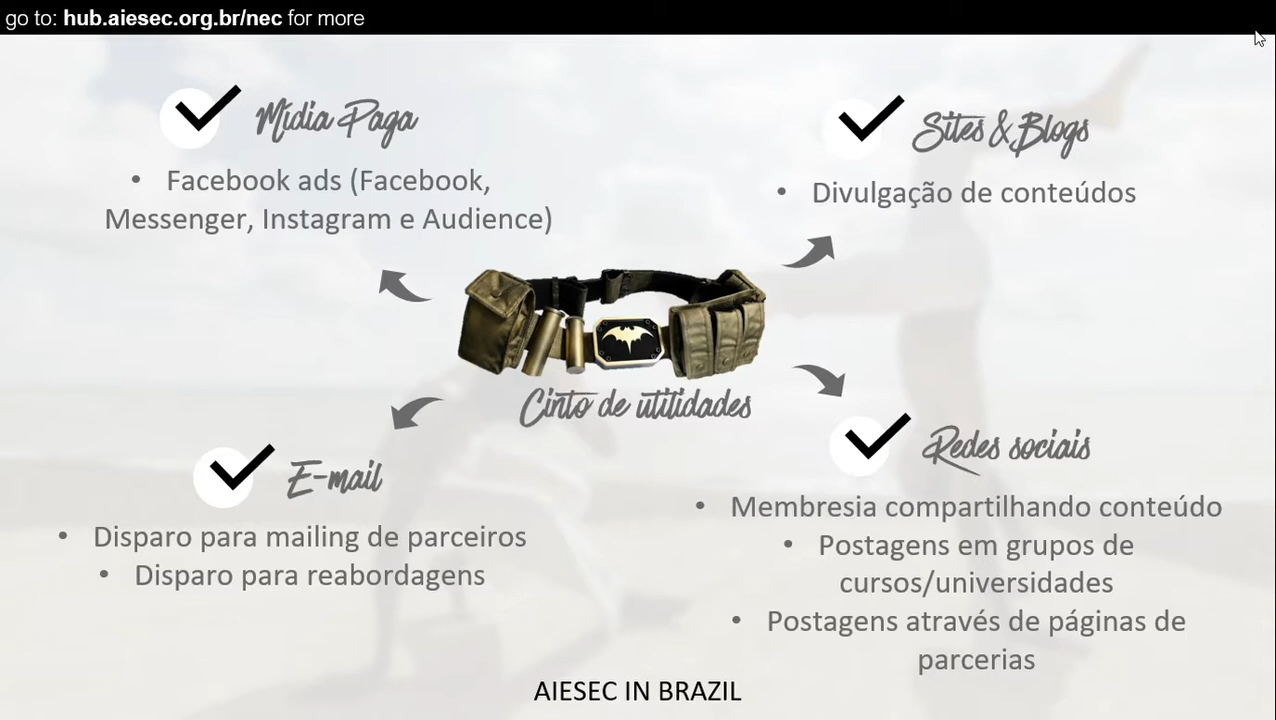 go to: hub.aiesec.org.br/nec for more
Mídia Paga
• Facebook ads (Facebook,
Messenger, Instagram e Audience)
Sites & Blogs
• Divulgação de conteúdos
Cinto de utilidades
E-mail
• Disparo para mailing de parceiros
• Disparo para reabordagens
Redes sociais
• Membresia compartilhando conteúdo
• Postagens em grupos de
cursos/universidades
• Postagens através de páginas de
parcerias
AIESEC IN BRAZIL